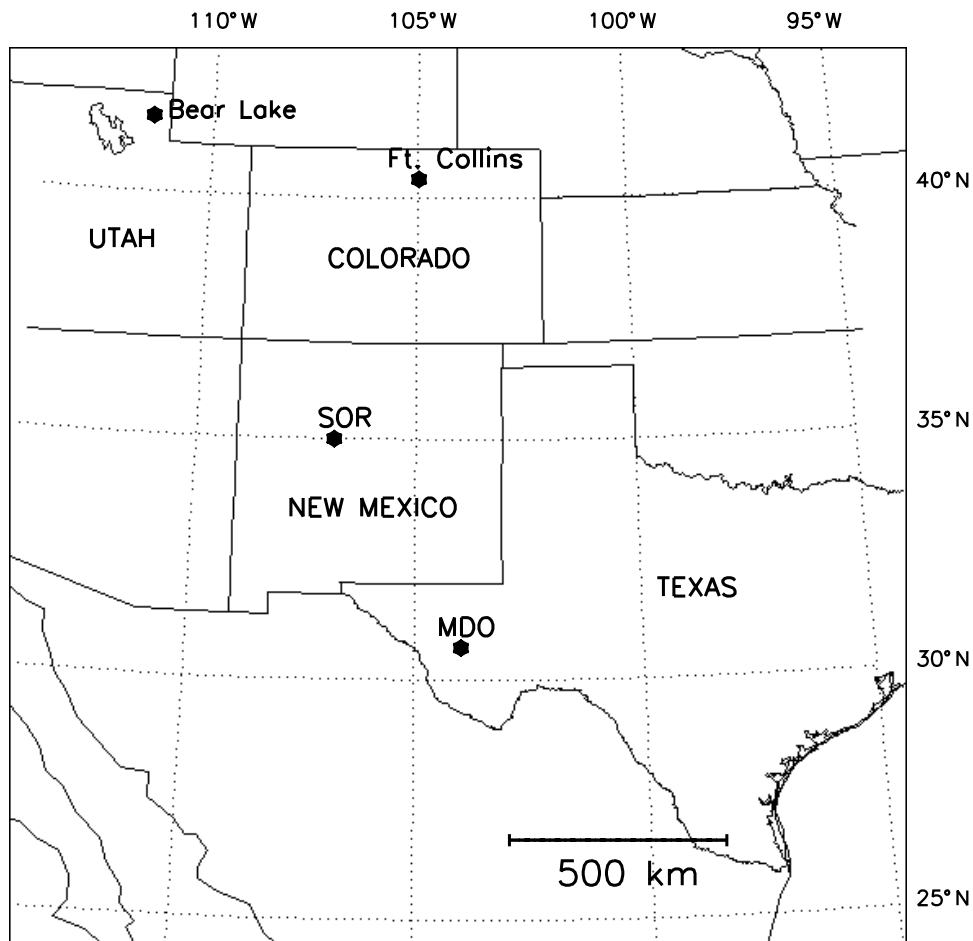 110°W 105°W 100°W 95°W
Bear Lake
Ft. Collins
40°N
UTAH
COLORADO
SOR
35°N
NEW MEXICO
TEXAS
MDO
30°N
500 km
25°N